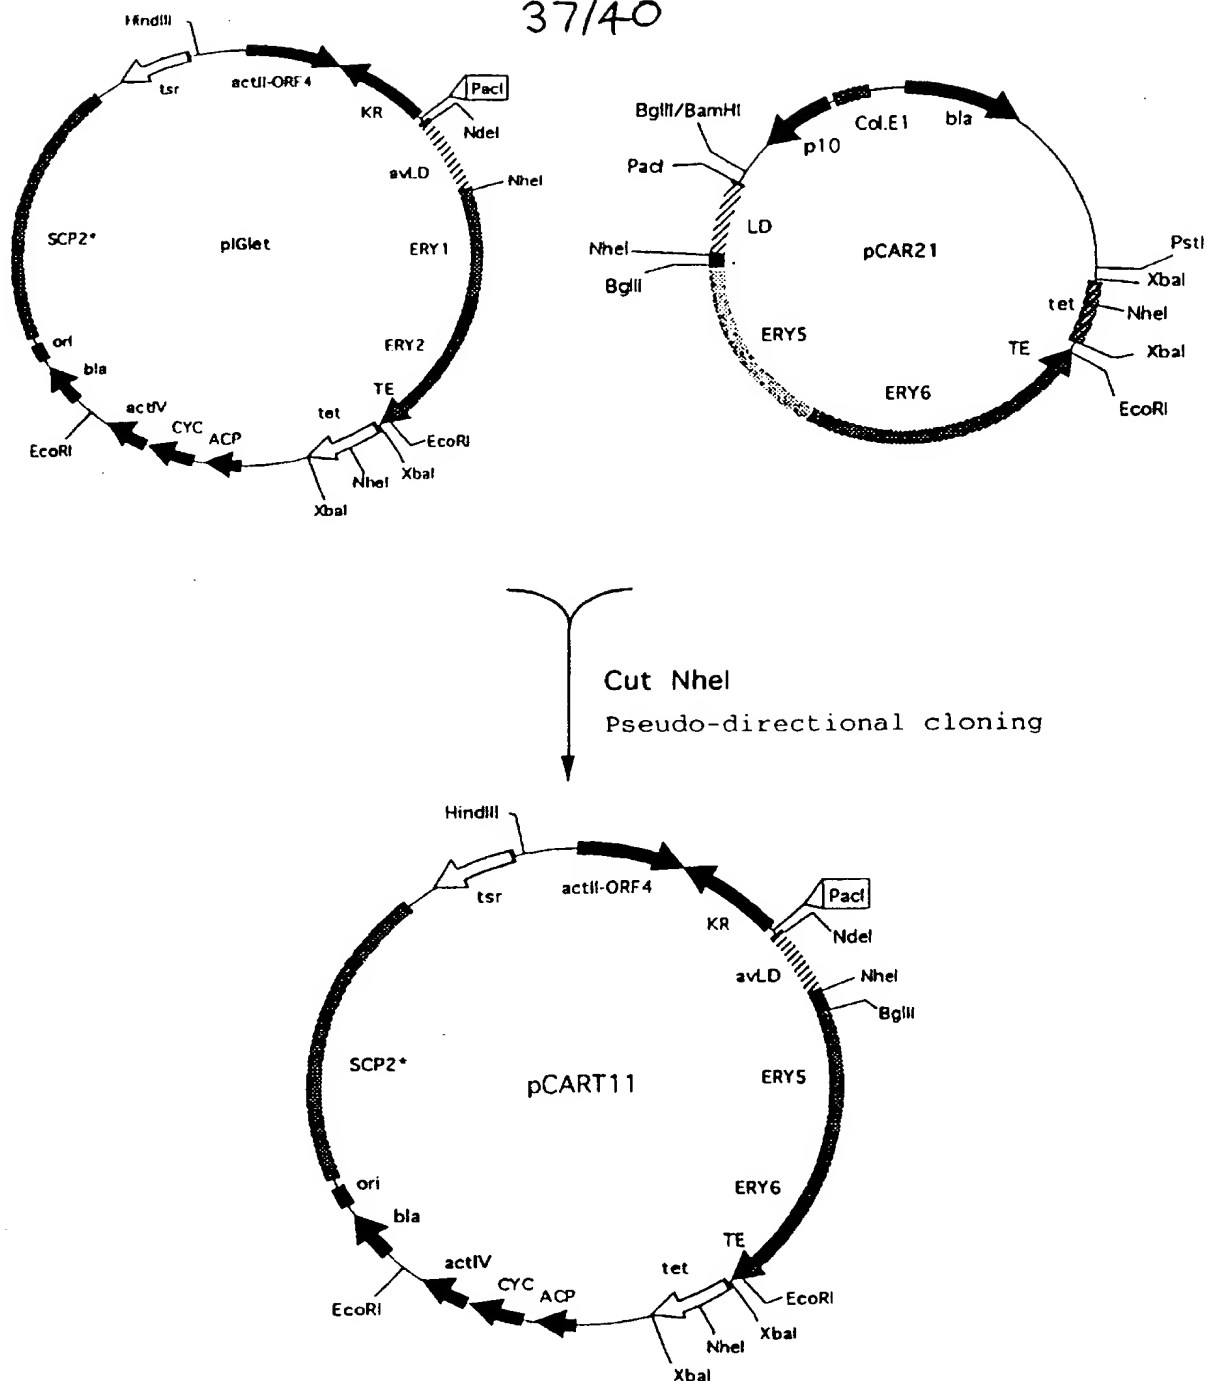 37/40
HindIII
tsr
actII-ORF4
KR
PacI
NdeI
avLD
NheI
SCP2*
pIGlet
ERY1
ERY2
TE
tet
EcoRI
XbaI
NheI
XbaI
ori
bla
actIV
CYC
ACP
EcoRI
BglII/BamHI
p10
Col.E1
bla
PacI
LD
pCAR21
NheI
BglII
PstI
XbaI
tet
NheI
XbaI
TE
EcoRI
ERY5
ERY6
Cut NheI
Pseudo-directional cloning
HindIII
tsr
actII-ORF4
KR
PacI
NdeI
avLD
NheI
BglII
SCP2*
pCART11
ERY5
ERY6
TE
tet
EcoRI
XbaI
NheI
XbaI
ori
bla
actIV
CYC
ACP
EcoRI